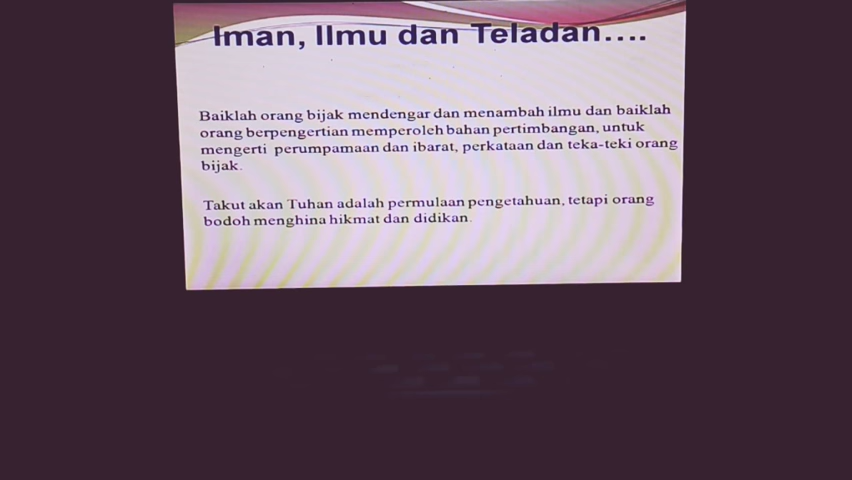 Iman, Ilmu dan Teladan....
Baiklah orang bijak mendengar dan menambah ilmu dan baiklah
orang berpengertian memperoleh bahan pertimbangan, untuk
mengerti perumpamaan dan ibarat, perkataan dan teka-teki orang
bijak.
Takut akan Tuhan adalah permulaan pengetahuan, tetapi orang
bodoh menghina hikmat dan didikan.